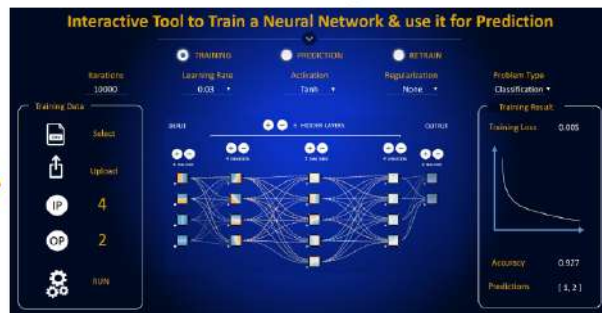 Interactive Tool to Train a Neural Network & use it for Prediction
TRAINING
PREDICTION
RETRAIN
Iterations
10000
Learning Rate
0.03
Activation
Tanh
Regularization
None
Problem Type
Classification
Training Data
Select
Upload
IP
4
OP
2
RUN
INPUT
HIDDEN LAYERS
OUTPUT
Training Result
Training Loss
0.005
Accuracy
0.927
Predictions
[ 1, 2 ]